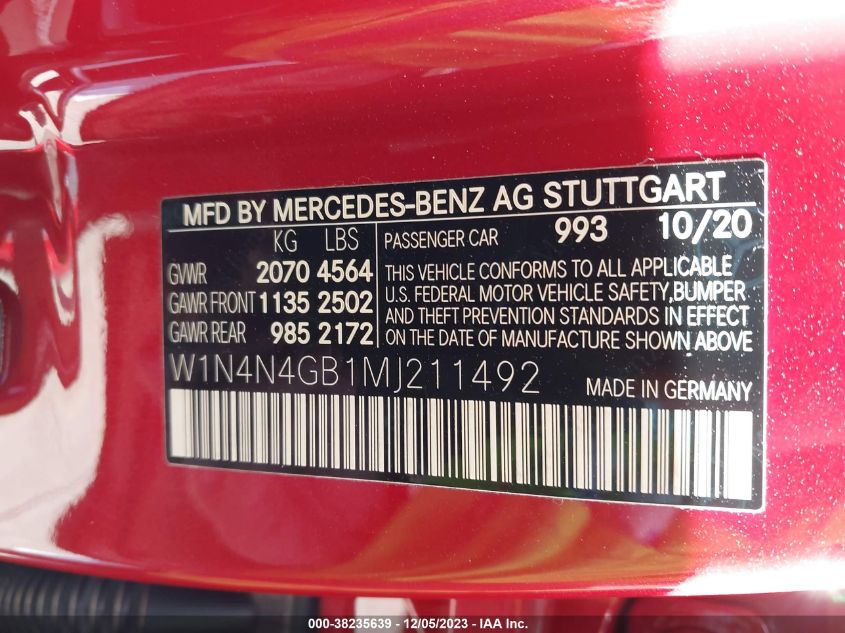 MFD BY MERCEDES-BENZ AG STUTTGART
KG LBS
GVWR 2070 4564
GAWR FRONT 1135 2502
GAWR REAR 985 2172
PASSENGER CAR 993 10/20
THIS VEHICLE CONFORMS TO ALL APPLICABLE
U.S. FEDERAL MOTOR VEHICLE SAFETY,BUMPER
AND THEFT PREVENTION STANDARDS IN EFFECT
ON THE DATE OF MANUFACTURE SHOWN ABOVE
W1N4N4GB1MJ211492
MADE IN GERMANY
000-38235639 - 12/05/2023 - IAA Inc.